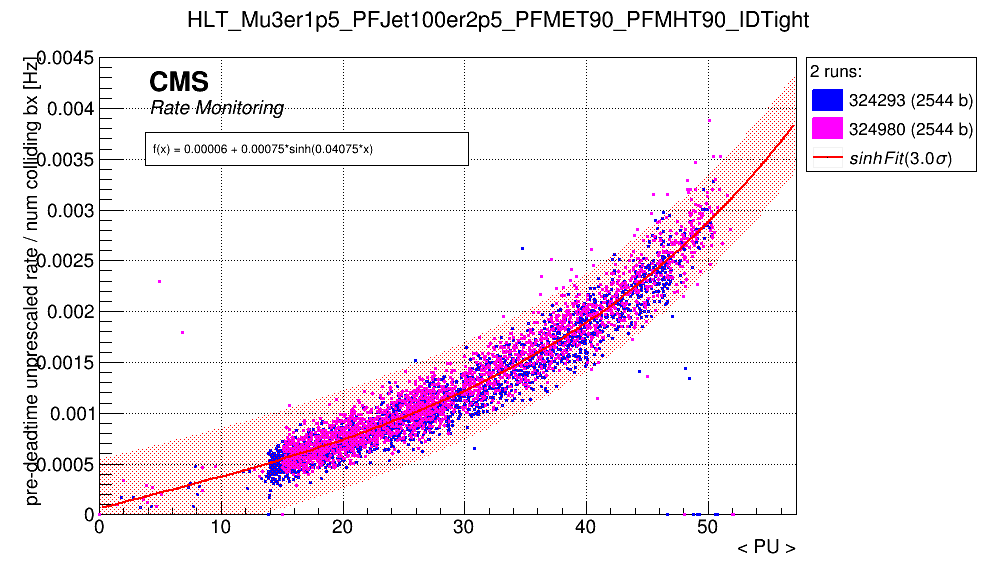 HLT_Mu3er1p5_PFJet100er2p5_PFMET90_PFMHT90_IDTight
pre-deadtime unprescaled rate / num colliding bx [Hz]
0.0045
0.004
0.0035
0.003
0.0025
0.002
0.0015
0.001
0.0005
0
CMS
Rate Monitoring
f(x) = 0.00006 + 0.00075*sinh(0.04075*x)
2 runs:
324293 (2544 b)
324980 (2544 b)
sinhFit(3.0σ)
0 10 20 30 40 50
< PU >